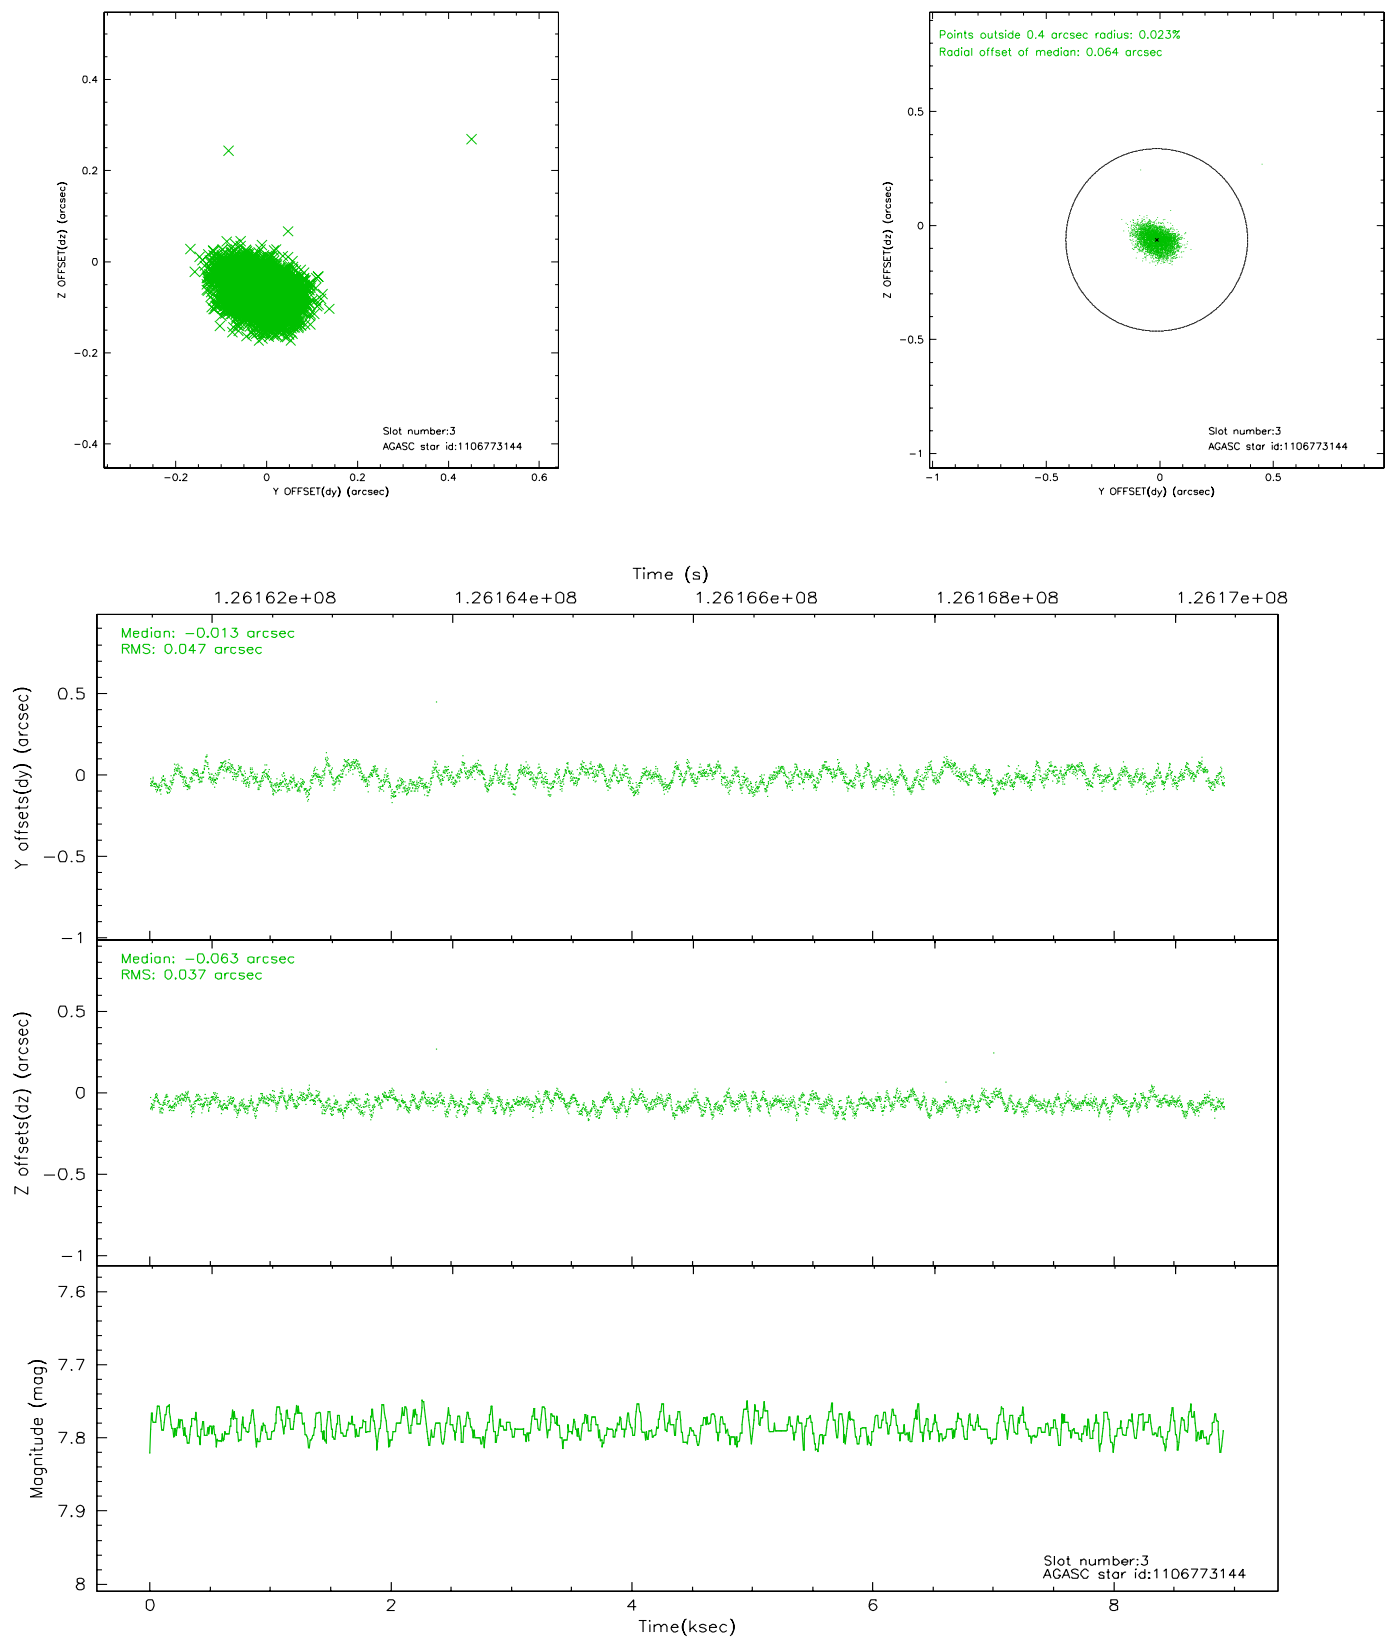 0.4
0.2
0
-0.2
-0.4
Z OFFSET(dz) (arcsec)
Slot number:3
AGASC star id:1106773144
-0.2 0 0.2 0.4 0.6
Y OFFSET(dy) (arcsec)
Points outside 0.4 arcsec radius: 0.023%
Radial offset of median: 0.064 arcsec
0.5
0
-0.5
-1
Z OFFSET(dz) (arcsec)
Slot number:3
AGASC star id:1106773144
-1 -0.5 0 0.5
Y OFFSET(dy) (arcsec)
Time (s)
1.26162e+08 1.26164e+08 1.26166e+08 1.26168e+08 1.2617e+08
Median: -0.013 arcsec
RMS: 0.047 arcsec
0.5
0
-0.5
-1
Y offsets(dy) (arcsec)
Median: -0.063 arcsec
RMS: 0.037 arcsec
0.5
0
-0.5
-1
Z offsets(dz) (arcsec)
7.6
7.7
7.8
7.9
8
Magnitude (mag)
Slot number:3
AGASC star id:1106773144
0 2 4 6 8
Time(ksec)